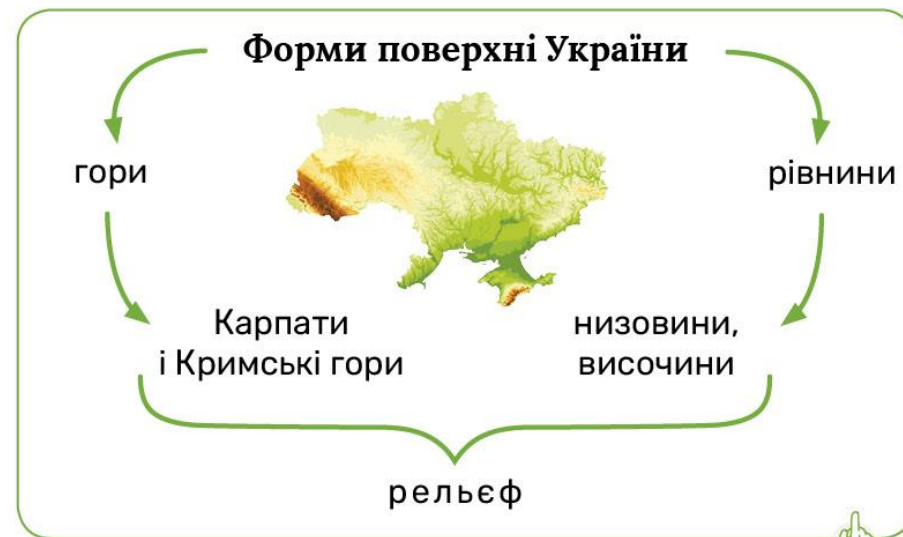 Форми поверхні України
гори
рівнини
Карпати
і Кримські гори
низовини,
височини
рельєф